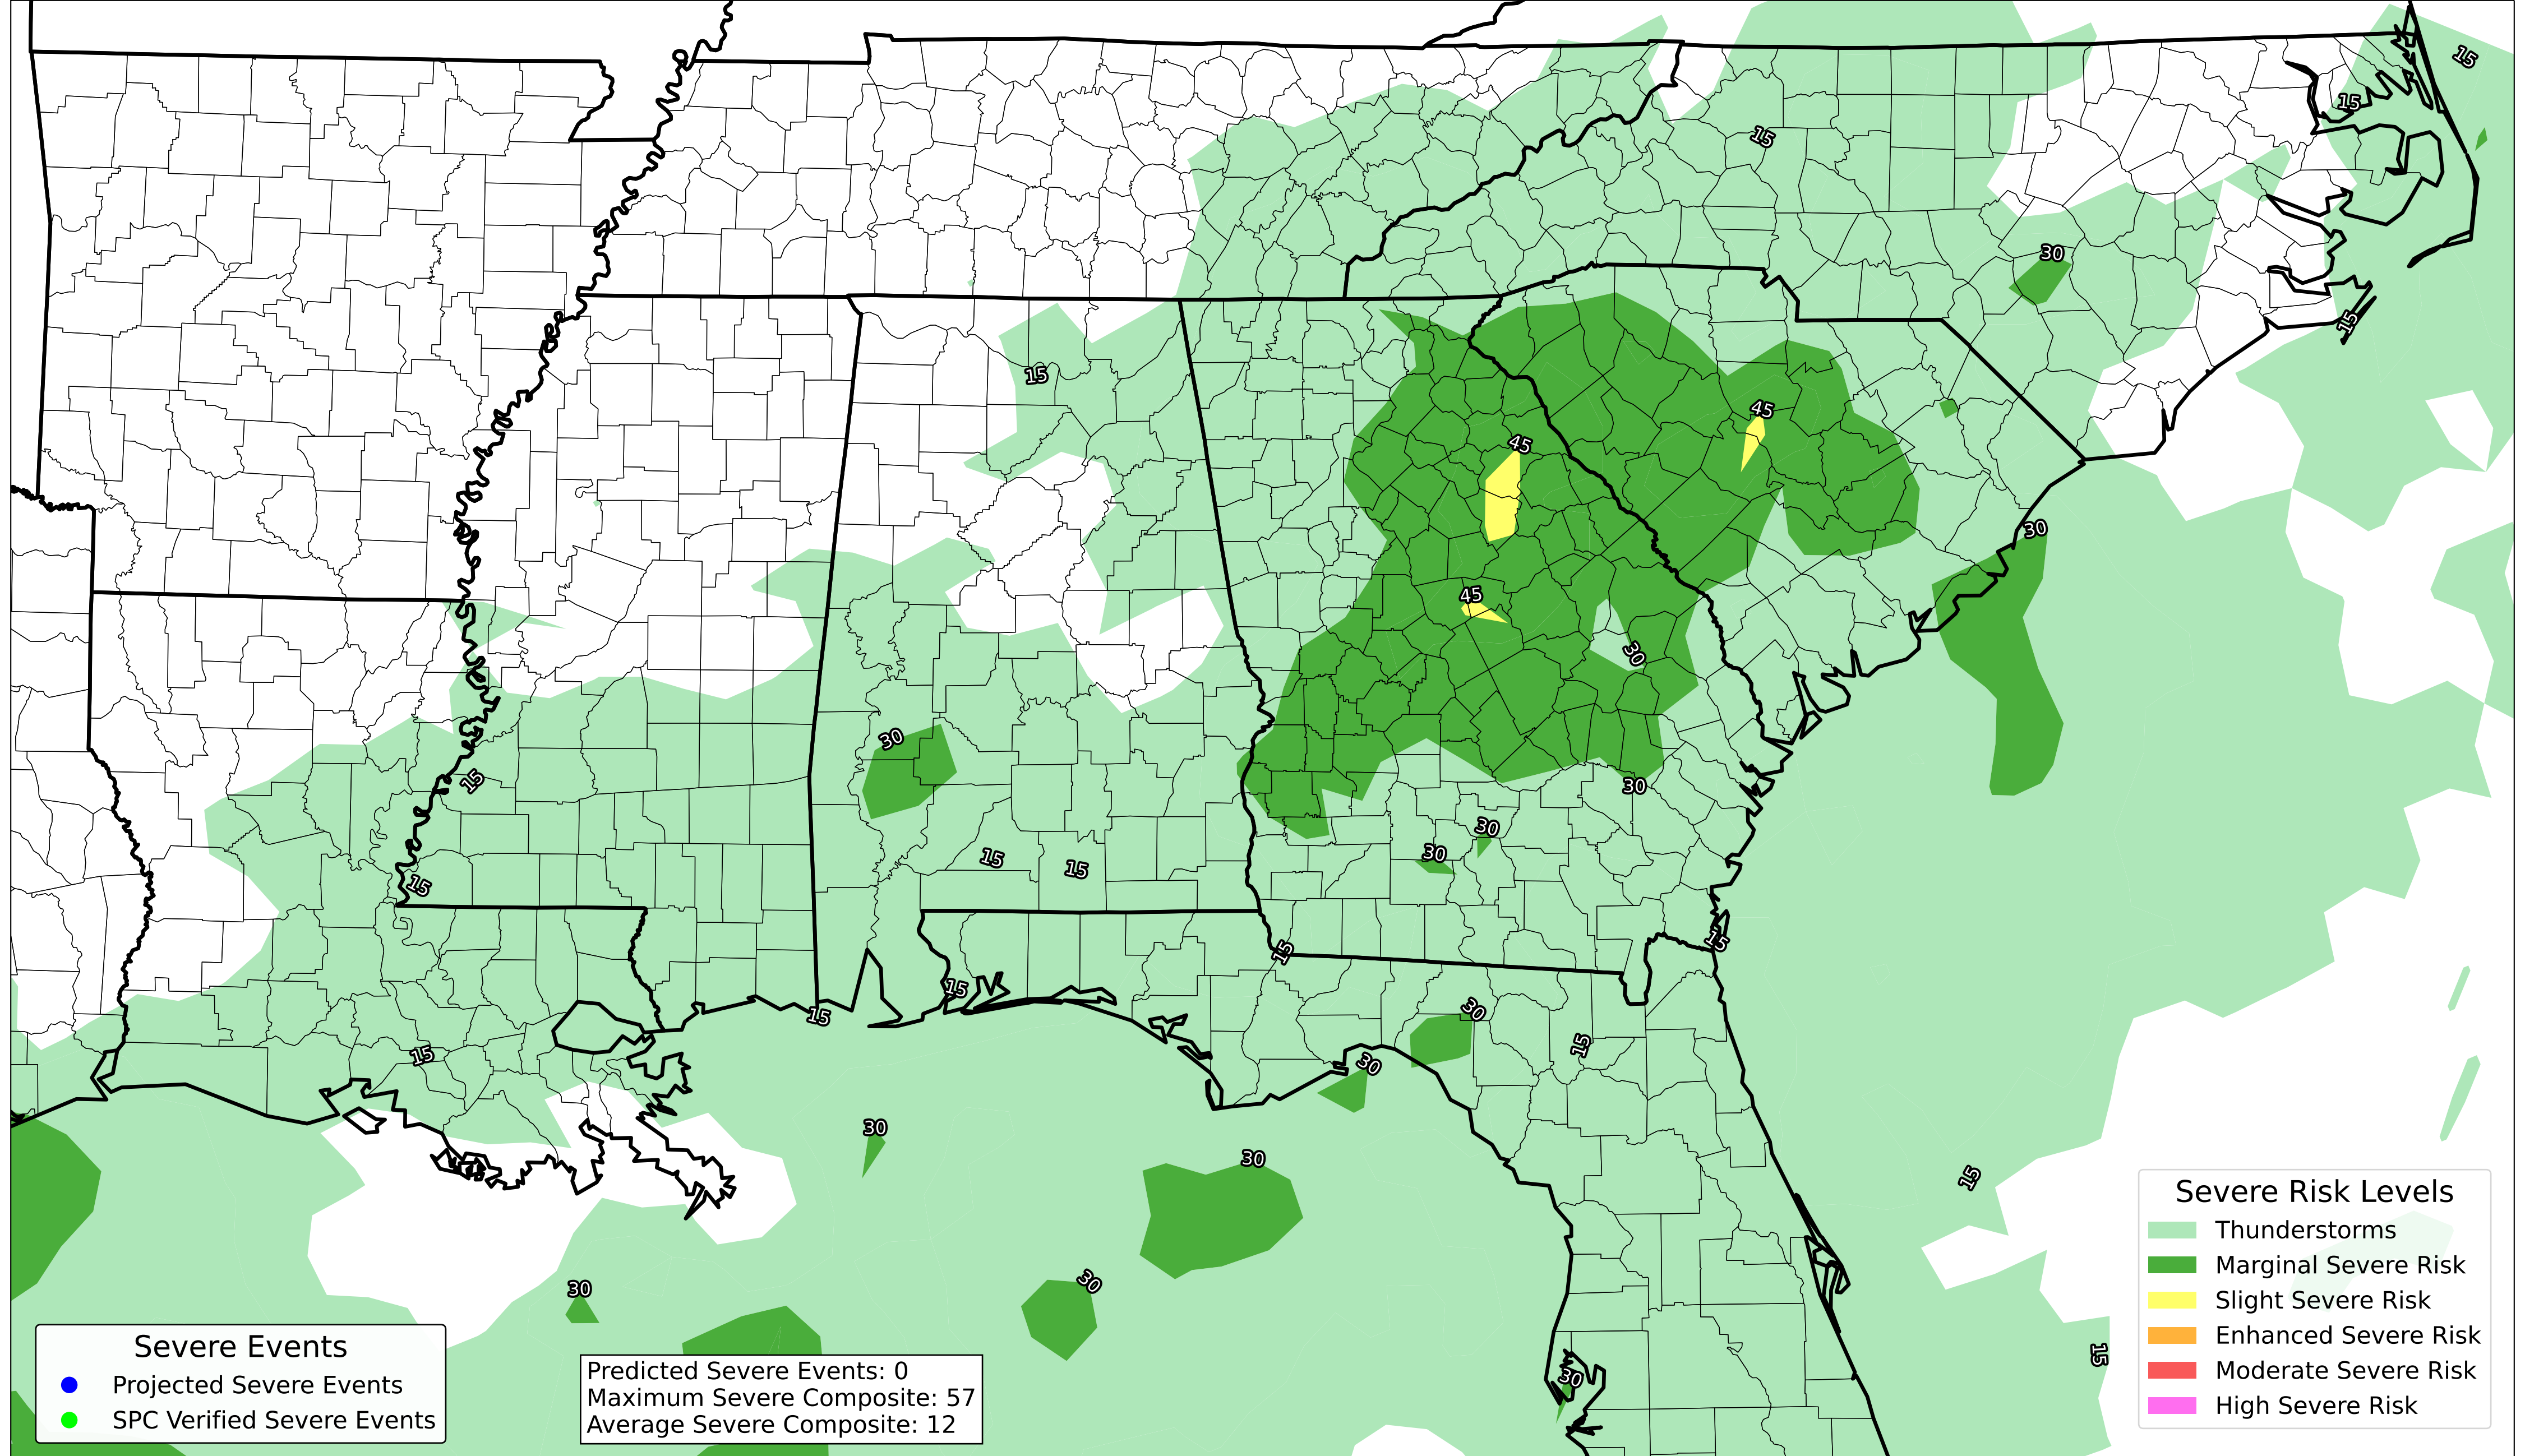 15
15
15
30
15
15
45
45
30
45
30
30
15
30
30
30
15
15
15
15
15
15
15
30
15
15
30
30
30
15
30
30
15
30
Severe Risk Levels
Thunderstorms
Marginal Severe Risk
Slight Severe Risk
Enhanced Severe Risk
Moderate Severe Risk
High Severe Risk
Severe Events
Projected Severe Events
SPC Verified Severe Events
Predicted Severe Events: 0
Maximum Severe Composite: 57
Average Severe Composite: 12